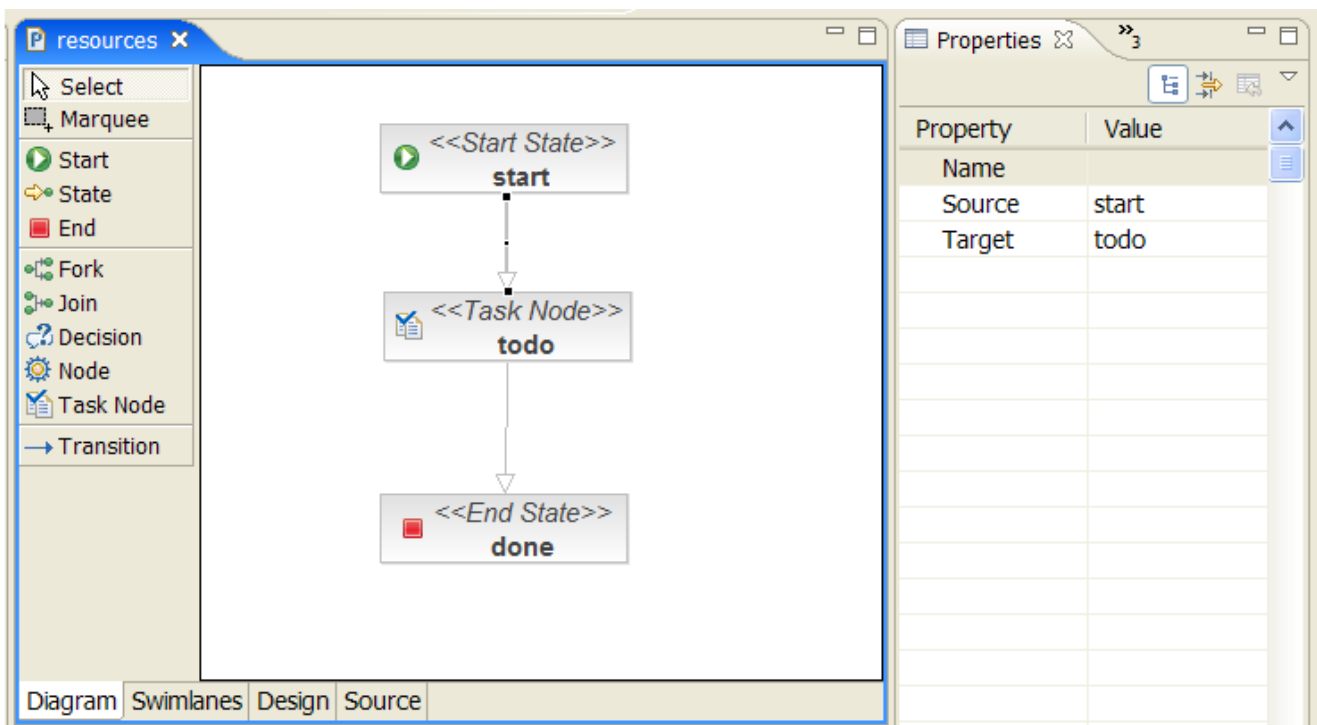 resources
Select
Marquee
Start
State
End
Fork
Join
Decision
Node
Task Node
Transition
<<Start State>>
start
<<Task Node>>
todo
<<End State>>
done
Diagram Swimlanes Design Source
Properties »3
Property Value
Name
Source start
Target todo